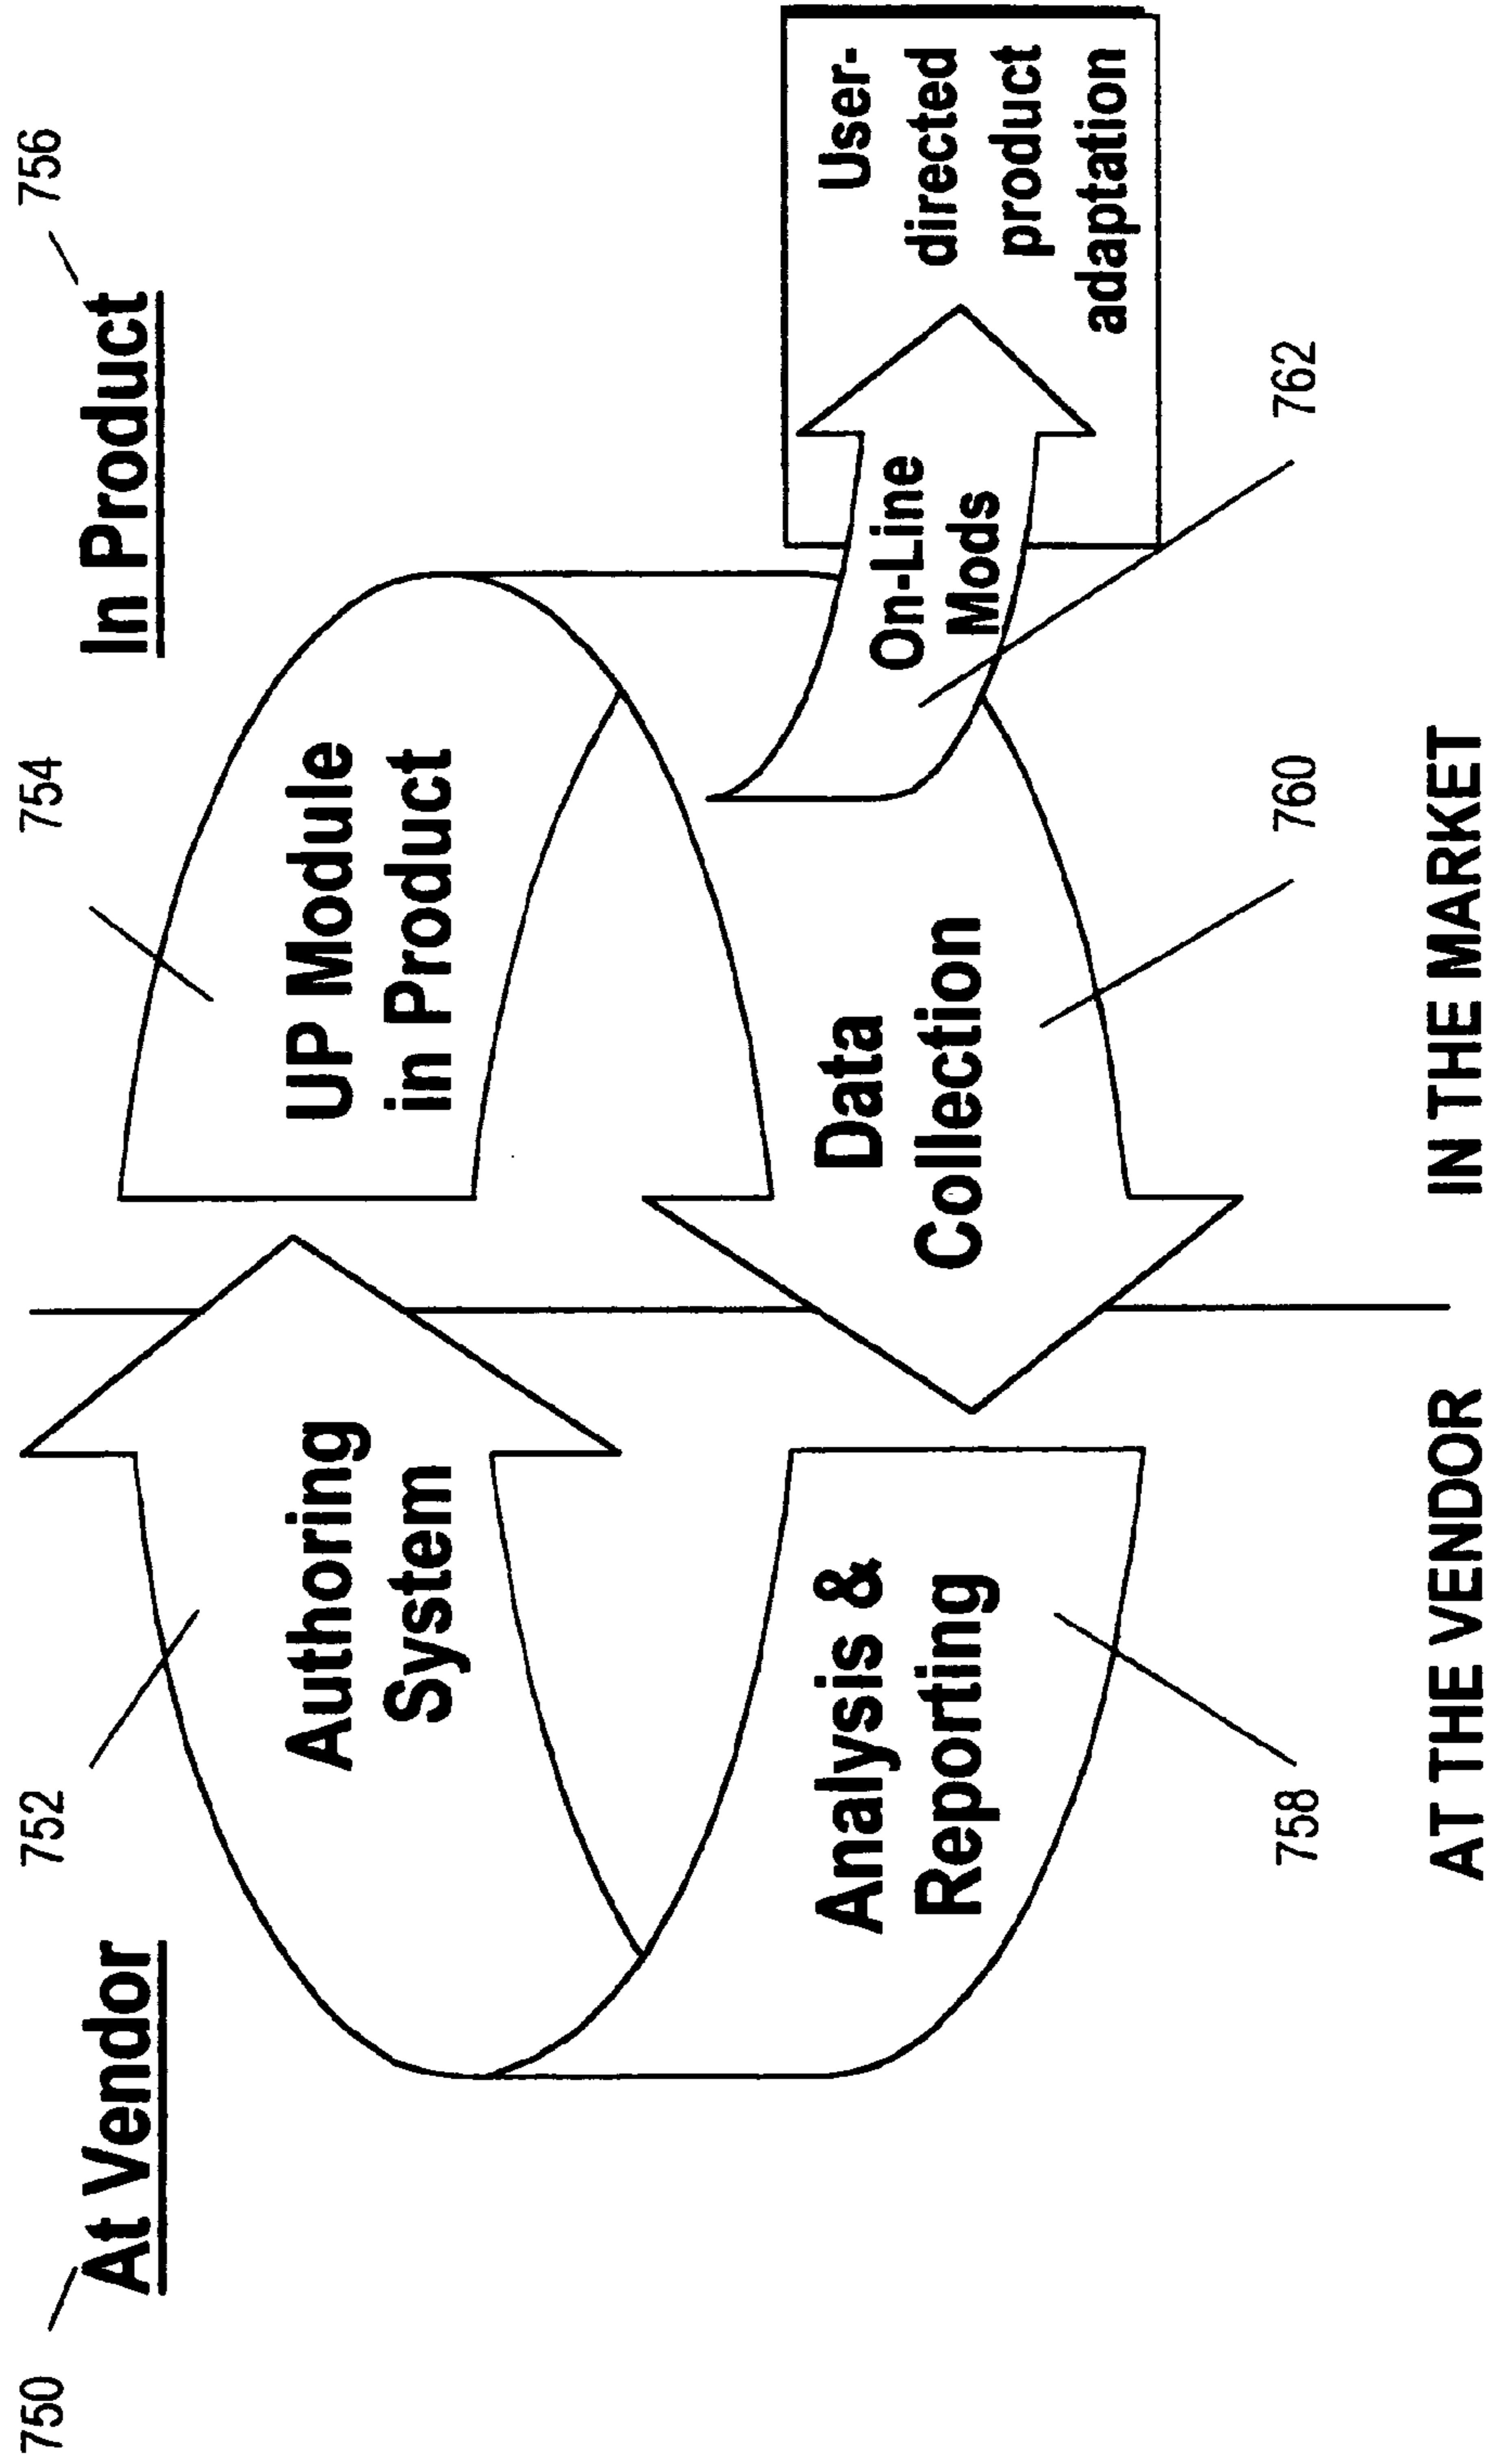 750
At Vendor
752
754
In Product
756
Authoring
System
UP Module
in Product
Analysis &
Reporting
Data
Collection
On-Line
Mods
User-
directed
product
adaptation
758
760
762
AT THE VENDOR
IN THE MARKET